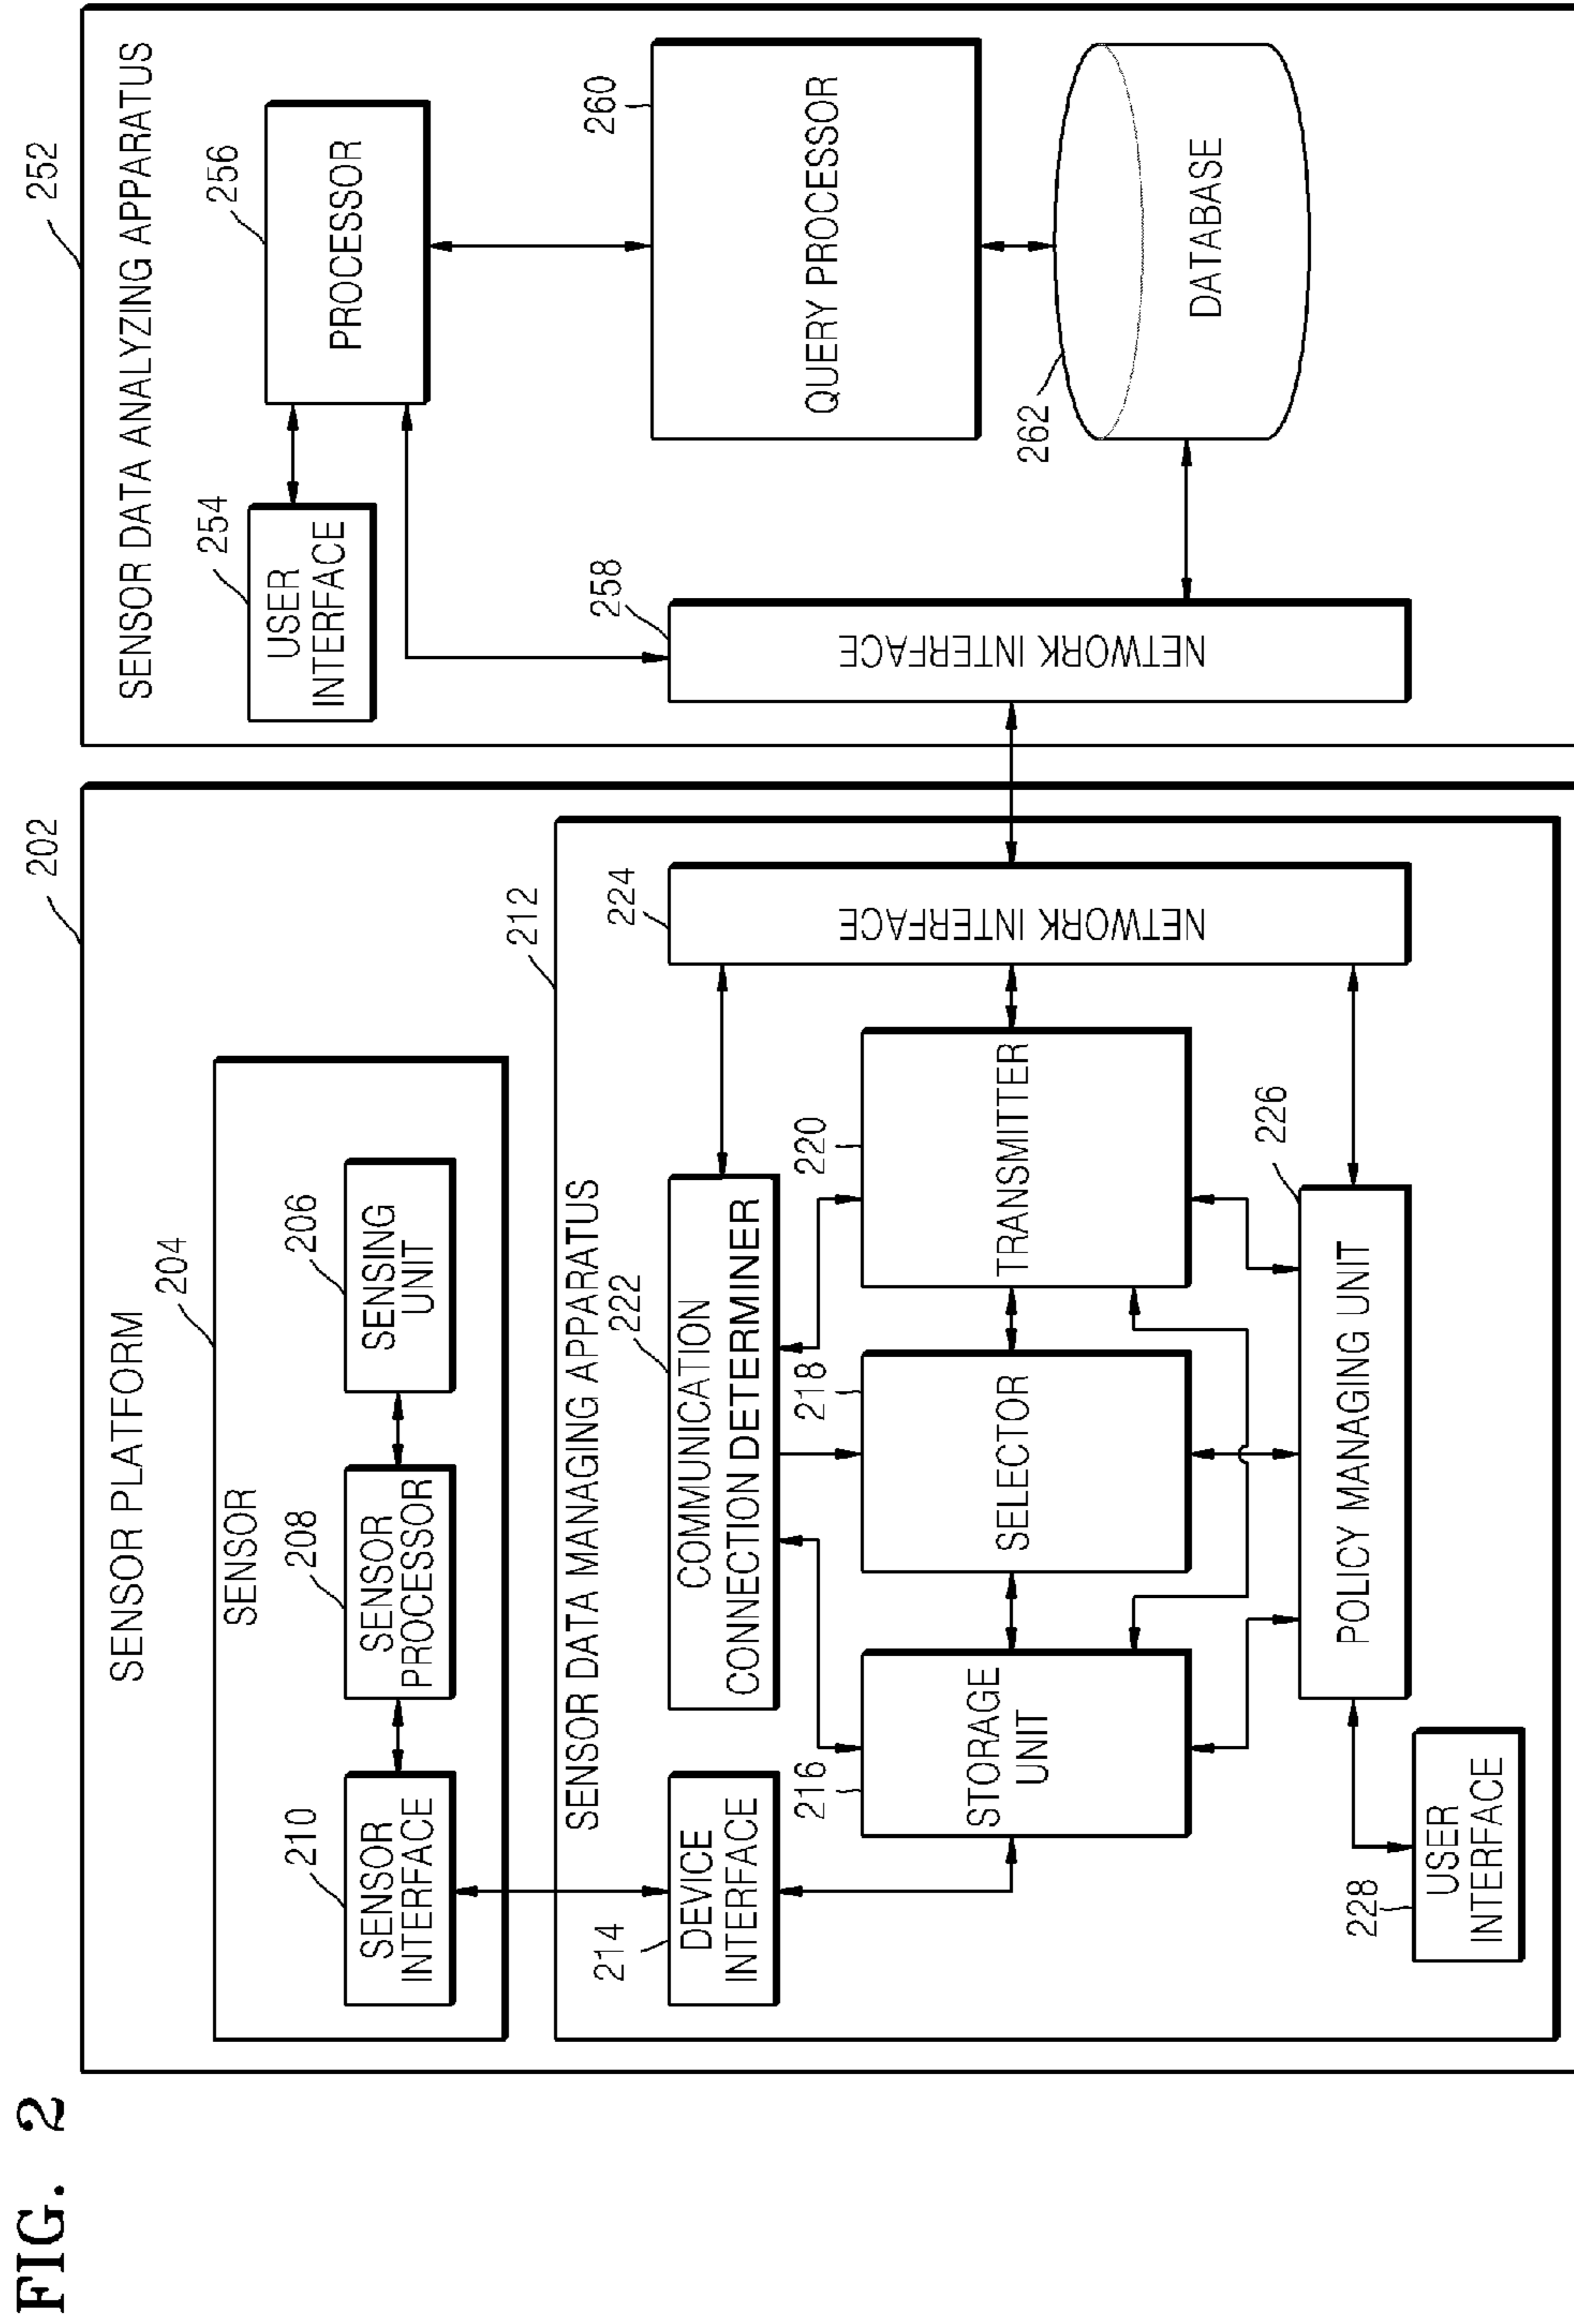 FIG. 2
202
252
SENSOR PLATFORM
SENSOR DATA ANALYZING APPARATUS
204
SENSOR
210
208
206
SENSOR
INTERFACE
SENSOR
PROCESSOR
SENSING
UNIT
254
USER
INTERFACE
256
PROCESSOR
212
SENSOR DATA MANAGING APPARATUS
214
DEVICE
INTERFACE
222
COMMUNICATION
CONNECTION DETERMINER
224
NETWORK INTERFACE
258
NETWORK INTERFACE
260
QUERY PROCESSOR
216
STORAGE
UNIT
218
SELECTOR
220
TRANSMITTER
262
DATABASE
226
POLICY MANAGING UNIT
228
USER
INTERFACE